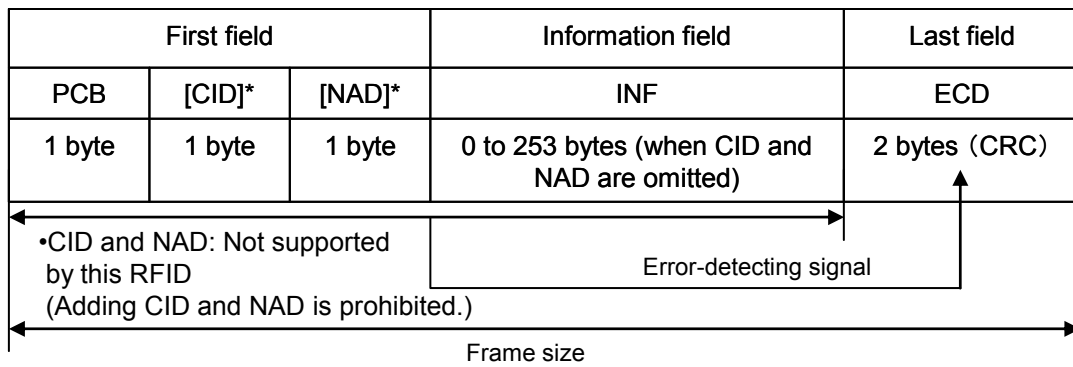 First field Information field Last field
PCB [CID]* [NAD]* INF ECD
1 byte 1 byte 1 byte 0 to 253 bytes (when CID and NAD are omitted) 2 bytes（CRC）
•CID and NAD: Not supported
by this RFID
(Adding CID and NAD is prohibited.)
Error-detecting signal
Frame size